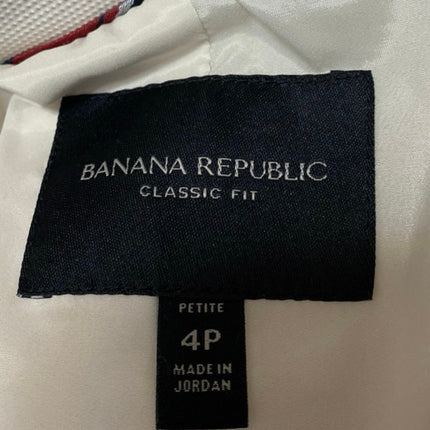 BANANA REPUBLIC
CLASSIC FIT
PETITE
4P
MADE IN
JORDAN